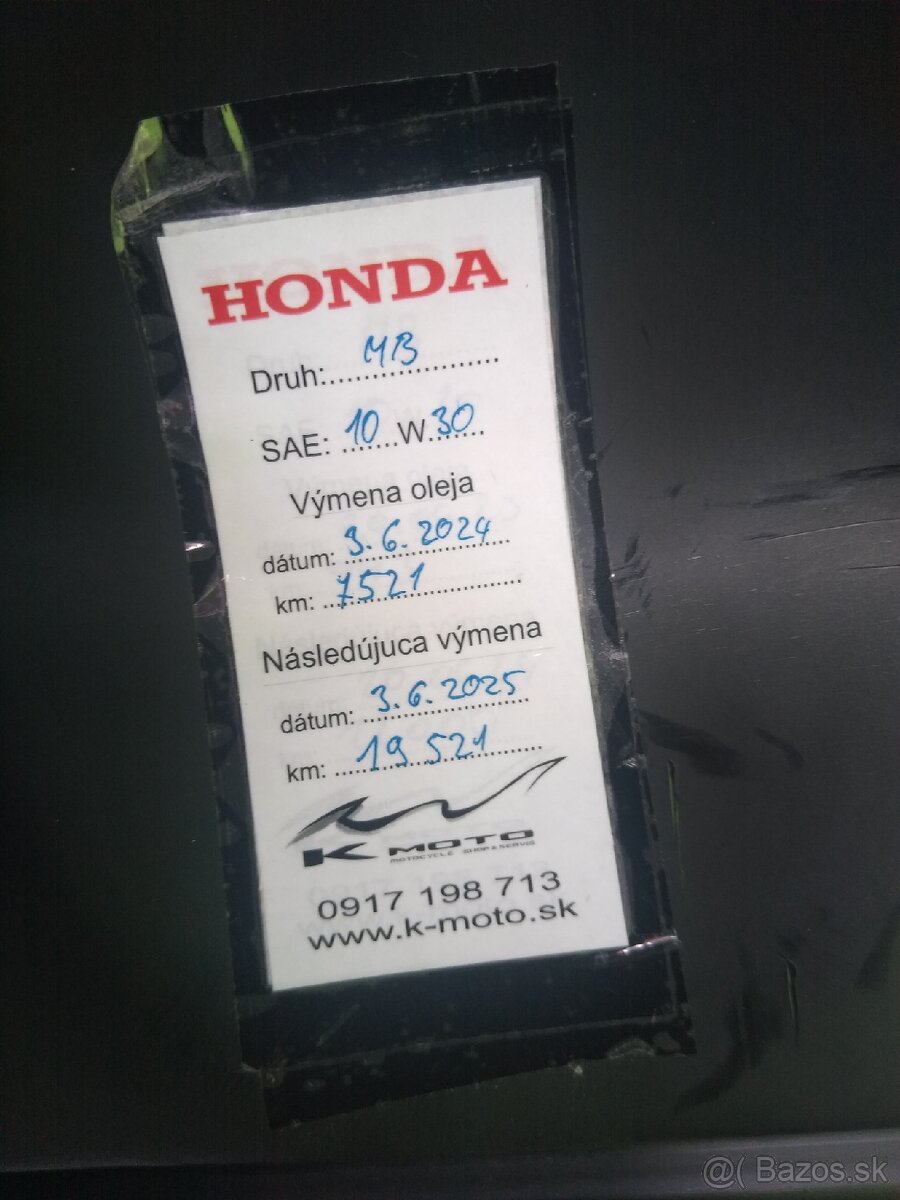 HONDA
Druh:.....MB..........
SAE: .10..W.30..
Výmena oleja
dátum: 3.6.2024
km: 7521
Následújuca výmena
dátum: 3.6.2025
km: 19 521
K MOTO
MOTOCYCLE SHOP & SERVIS
0917 198 713
www.k-moto.sk
@( Bazos.sk